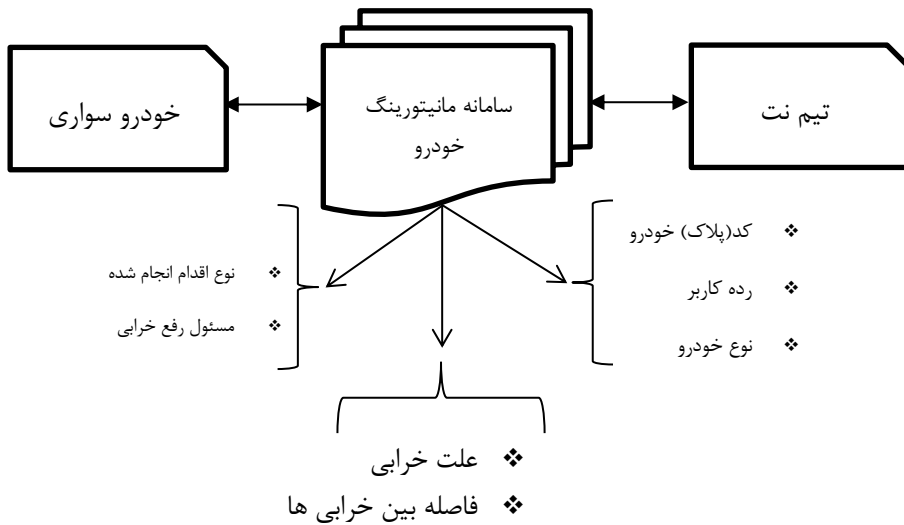 تیم نت
سامانه مانیتورینگ
خودرو
خودرو سواری
❖ کد(پلاک) خودرو
❖ رده کاربر
❖ نوع خودرو
❖ نوع اقدام انجام شده
❖ مسئول رفع خرابی
❖ علت خرابی
❖ فاصله بین خرابی ها